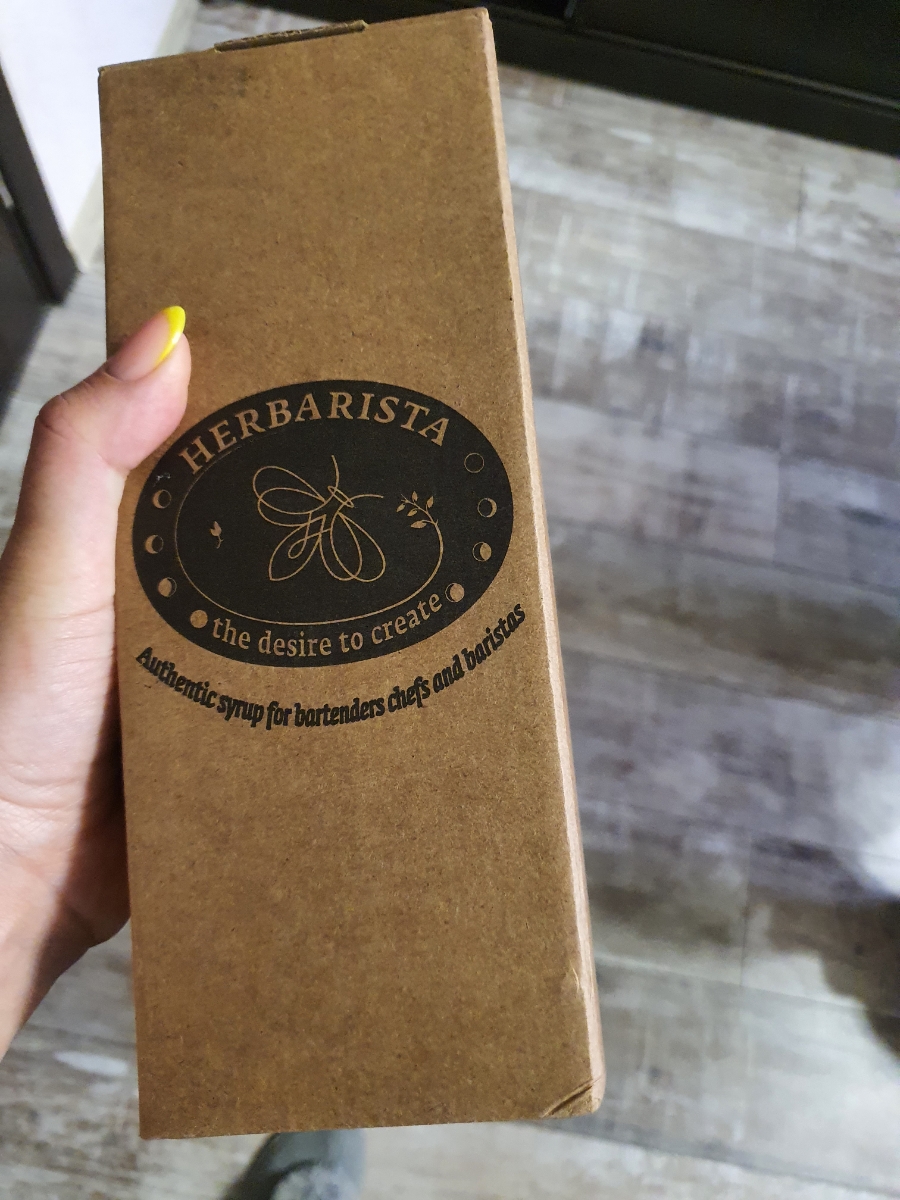 HERBARISTA
the desire to create
Authentic syrup for bartenders chefs and baristas